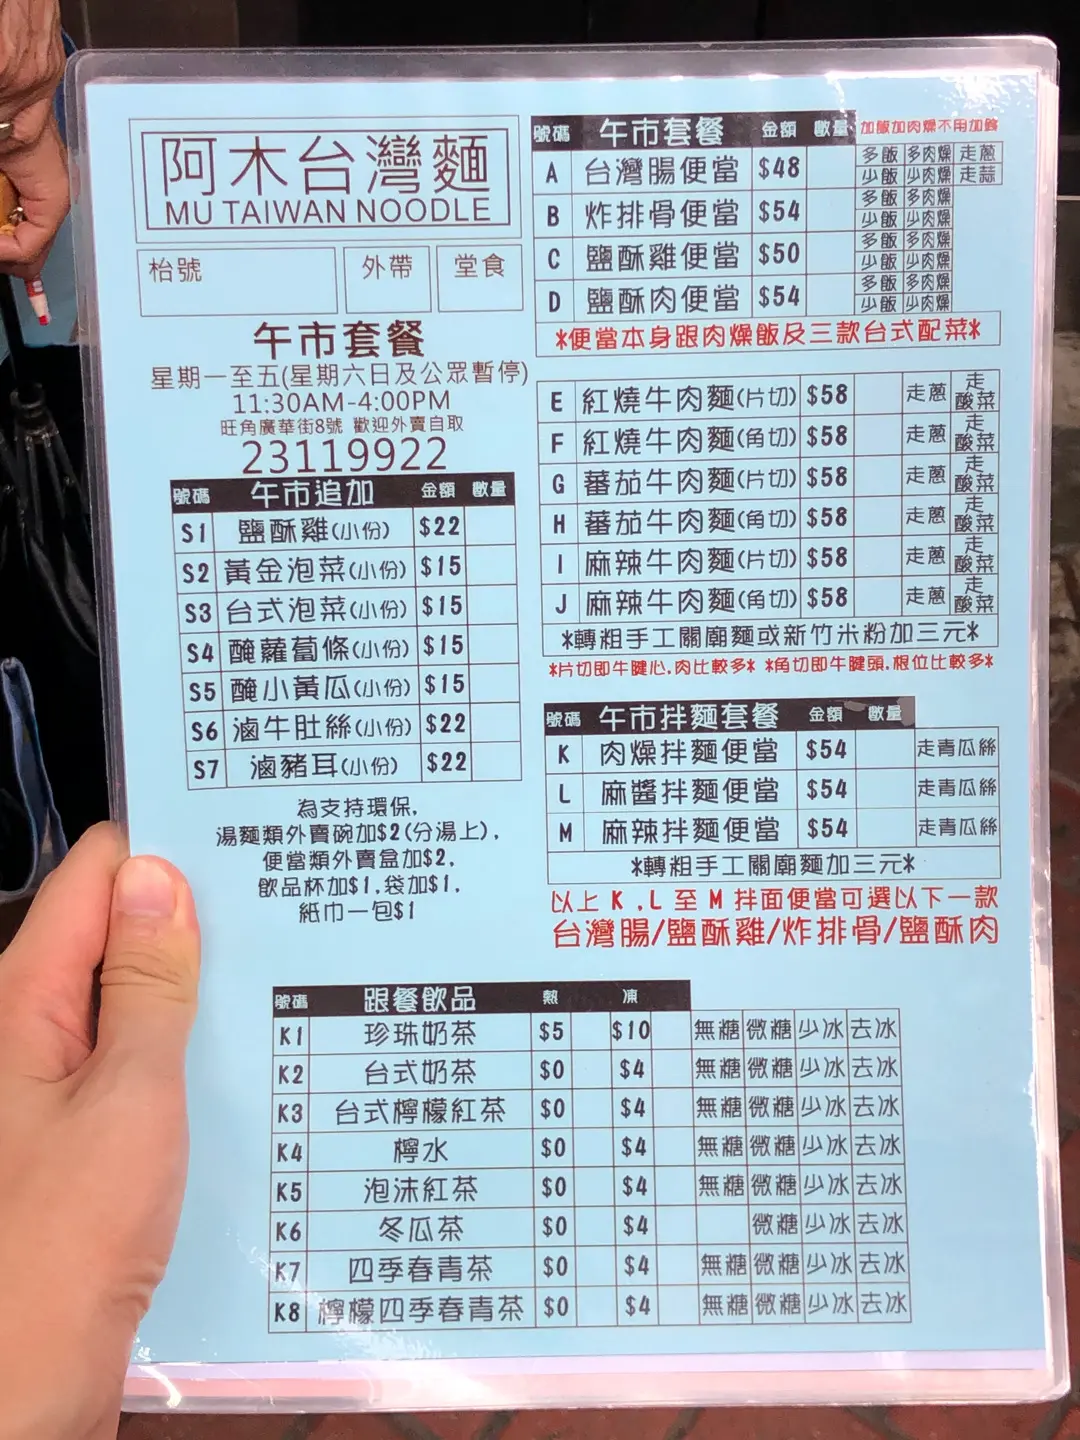 阿木台灣麵
MU TAIWAN NOODLE
枱號 外帶 堂食
午市套餐
星期一至五(星期六日及公眾暫停)
11:30AM-4:00PM
旺角廣華街8號 歡迎外賣自取
23119922
號碼 午市追加 金額 數量
S1 鹽酥雞(小份) $22
S2 黃金泡菜(小份) $15
S3 台式泡菜(小份) $15
S4 醃蘿蔔條(小份) $15
S5 醃小黃瓜(小份) $15
S6 滷牛肚絲(小份) $22
S7 滷豬耳(小份) $22
為支持環保,
湯麵類外賣碗加$2(分湯上),
便當類外賣盒加$2,
飲品杯加$1,袋加$1,
紙巾一包$1
號碼 午市套餐 金額 數量 加飯加肉燥不用加錢
A 台灣腸便當 $48 多飯 多肉燥 走蔥
少飯 少肉燥 走蒜
B 炸排骨便當 $54 多飯 多肉燥
少飯 少肉燥
C 鹽酥雞便當 $50 多飯 多肉燥
少飯 少肉燥
D 鹽酥肉便當 $54 多飯 多肉燥
少飯 少肉燥
*便當本身跟肉燥飯及三款台式配菜*
E 紅燒牛肉麵(片切) $58 走蔥 走酸菜
F 紅燒牛肉麵(角切) $58 走蔥 走酸菜
G 蕃茄牛肉麵(片切) $58 走蔥 走酸菜
H 蕃茄牛肉麵(角切) $58 走蔥 走酸菜
I 麻辣牛肉麵(片切) $58 走蔥 走酸菜
J 麻辣牛肉麵(角切) $58 走蔥 走酸菜
*轉粗手工關廟麵或新竹米粉加三元*
*片切即牛腱心,肉比較多* *角切即牛腱頭,根位比較多*
號碼 午市拌麵套餐 金額 數量
K 肉燥拌麵便當 $54 走青瓜絲
L 麻醬拌麵便當 $54 走青瓜絲
M 麻辣拌麵便當 $54 走青瓜絲
*轉粗手工關廟麵加三元*
以上 K ,L 至 M 拌面便當可選以下一款
台灣腸/鹽酥雞/炸排骨/鹽酥肉
號碼 跟餐飲品 熱 凍
K1 珍珠奶茶 $5 $10 無糖 微糖 少冰 去冰
K2 台式奶茶 $0 $4 無糖 微糖 少冰 去冰
K3 台式檸檬紅茶 $0 $4 無糖 微糖 少冰 去冰
K4 檸水 $0 $4 無糖 微糖 少冰 去冰
K5 泡沫紅茶 $0 $4 無糖 微糖 少冰 去冰
K6 冬瓜茶 $0 $4 微糖 少冰 去冰
K7 四季春青茶 $0 $4 無糖 微糖 少冰 去冰
K8 檸檬四季春青茶 $0 $4 無糖 微糖 少冰 去冰